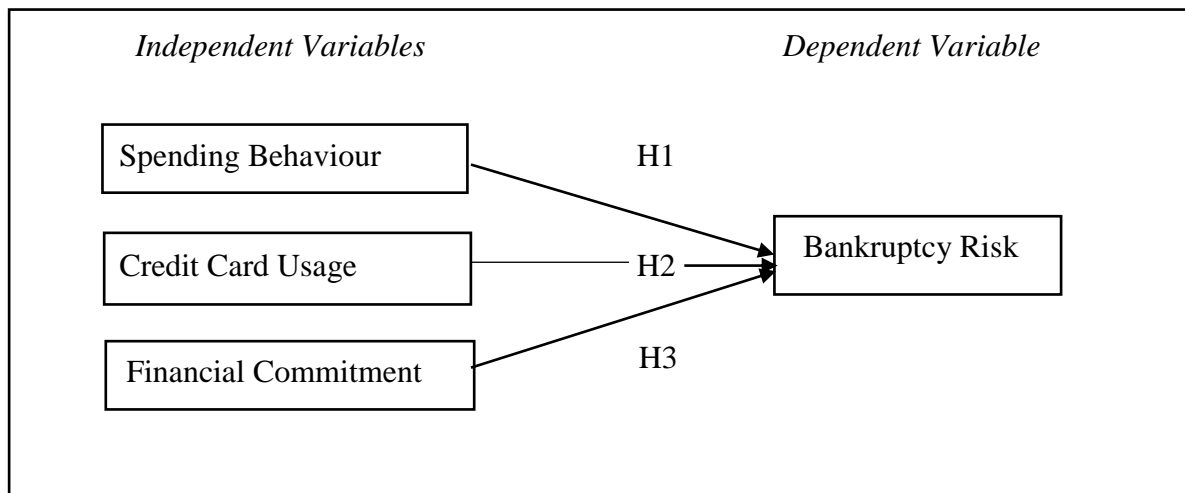 Independent Variables
Dependent Variable
Spending Behaviour
H1
Bankruptcy Risk
Credit Card Usage
H2
Financial Commitment
H3